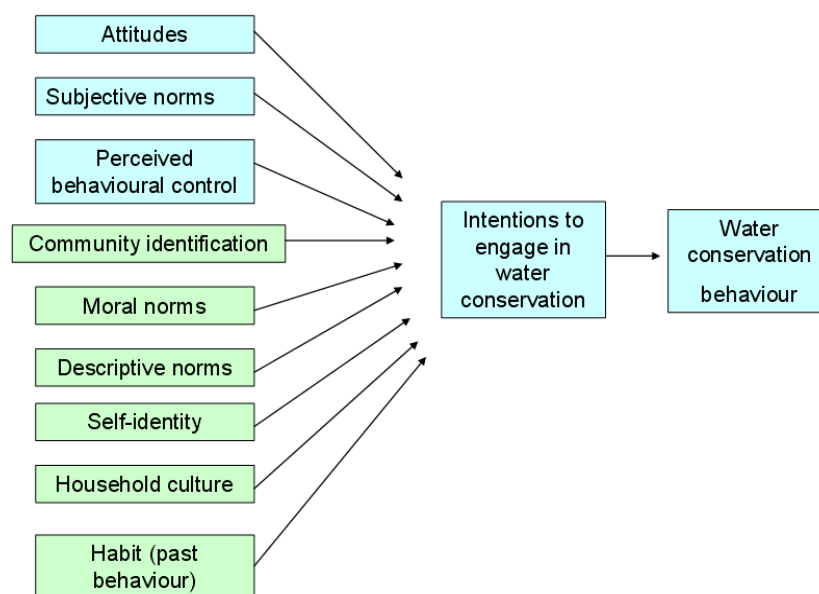 Attitudes
Subjective norms
Perceived
behavioural control
Community identification
Moral norms
Descriptive norms
Self-identity
Household culture
Habit (past
behaviour)
Intentions to
engage in
water
conservation
Water
conservation
behaviour